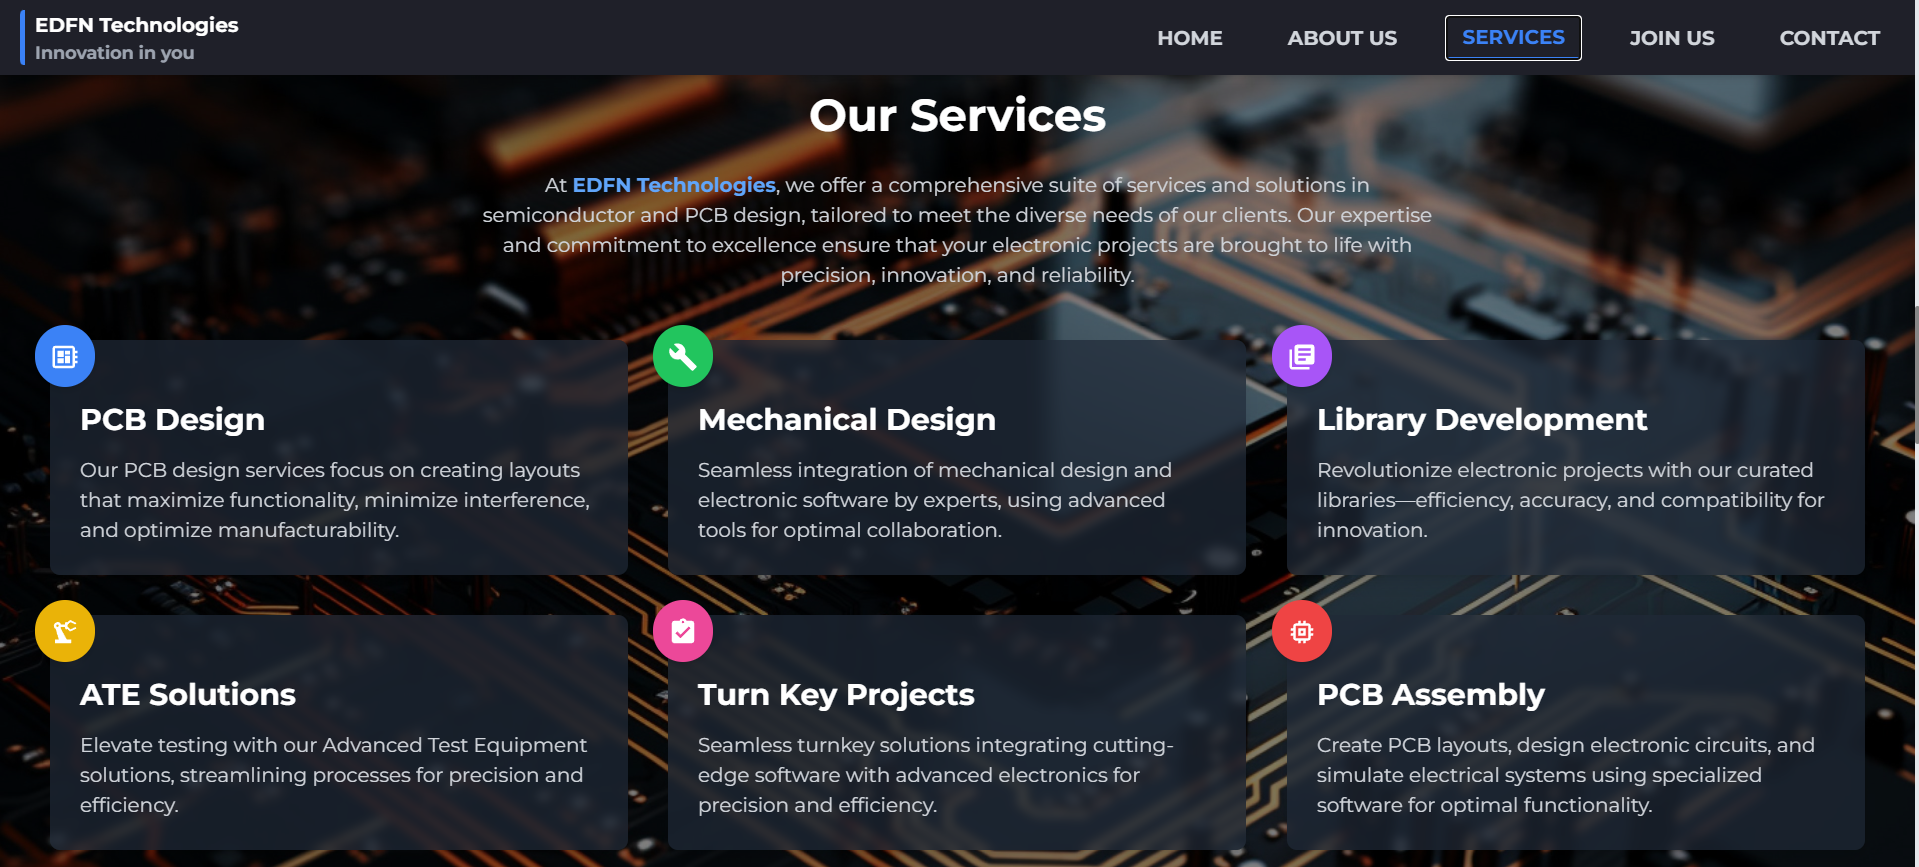 EDFN Technologies
Innovation in you
HOME
ABOUT US
SERVICES
JOIN US
CONTACT
Our Services
At EDFN Technologies, we offer a comprehensive suite of services and solutions in
semiconductor and PCB design, tailored to meet the diverse needs of our clients. Our expertise
and commitment to excellence ensure that your electronic projects are brought to life with
precision, innovation, and reliability.
PCB Design
Our PCB design services focus on creating layouts
that maximize functionality, minimize interference,
and optimize manufacturability.
Mechanical Design
Seamless integration of mechanical design and
electronic software by experts, using advanced
tools for optimal collaboration.
Library Development
Revolutionize electronic projects with our curated
libraries—efficiency, accuracy, and compatibility for
innovation.
ATE Solutions
Elevate testing with our Advanced Test Equipment
solutions, streamlining processes for precision and
efficiency.
Turn Key Projects
Seamless turnkey solutions integrating cutting-
edge software with advanced electronics for
precision and efficiency.
PCB Assembly
Create PCB layouts, design electronic circuits, and
simulate electrical systems using specialized
software for optimal functionality.